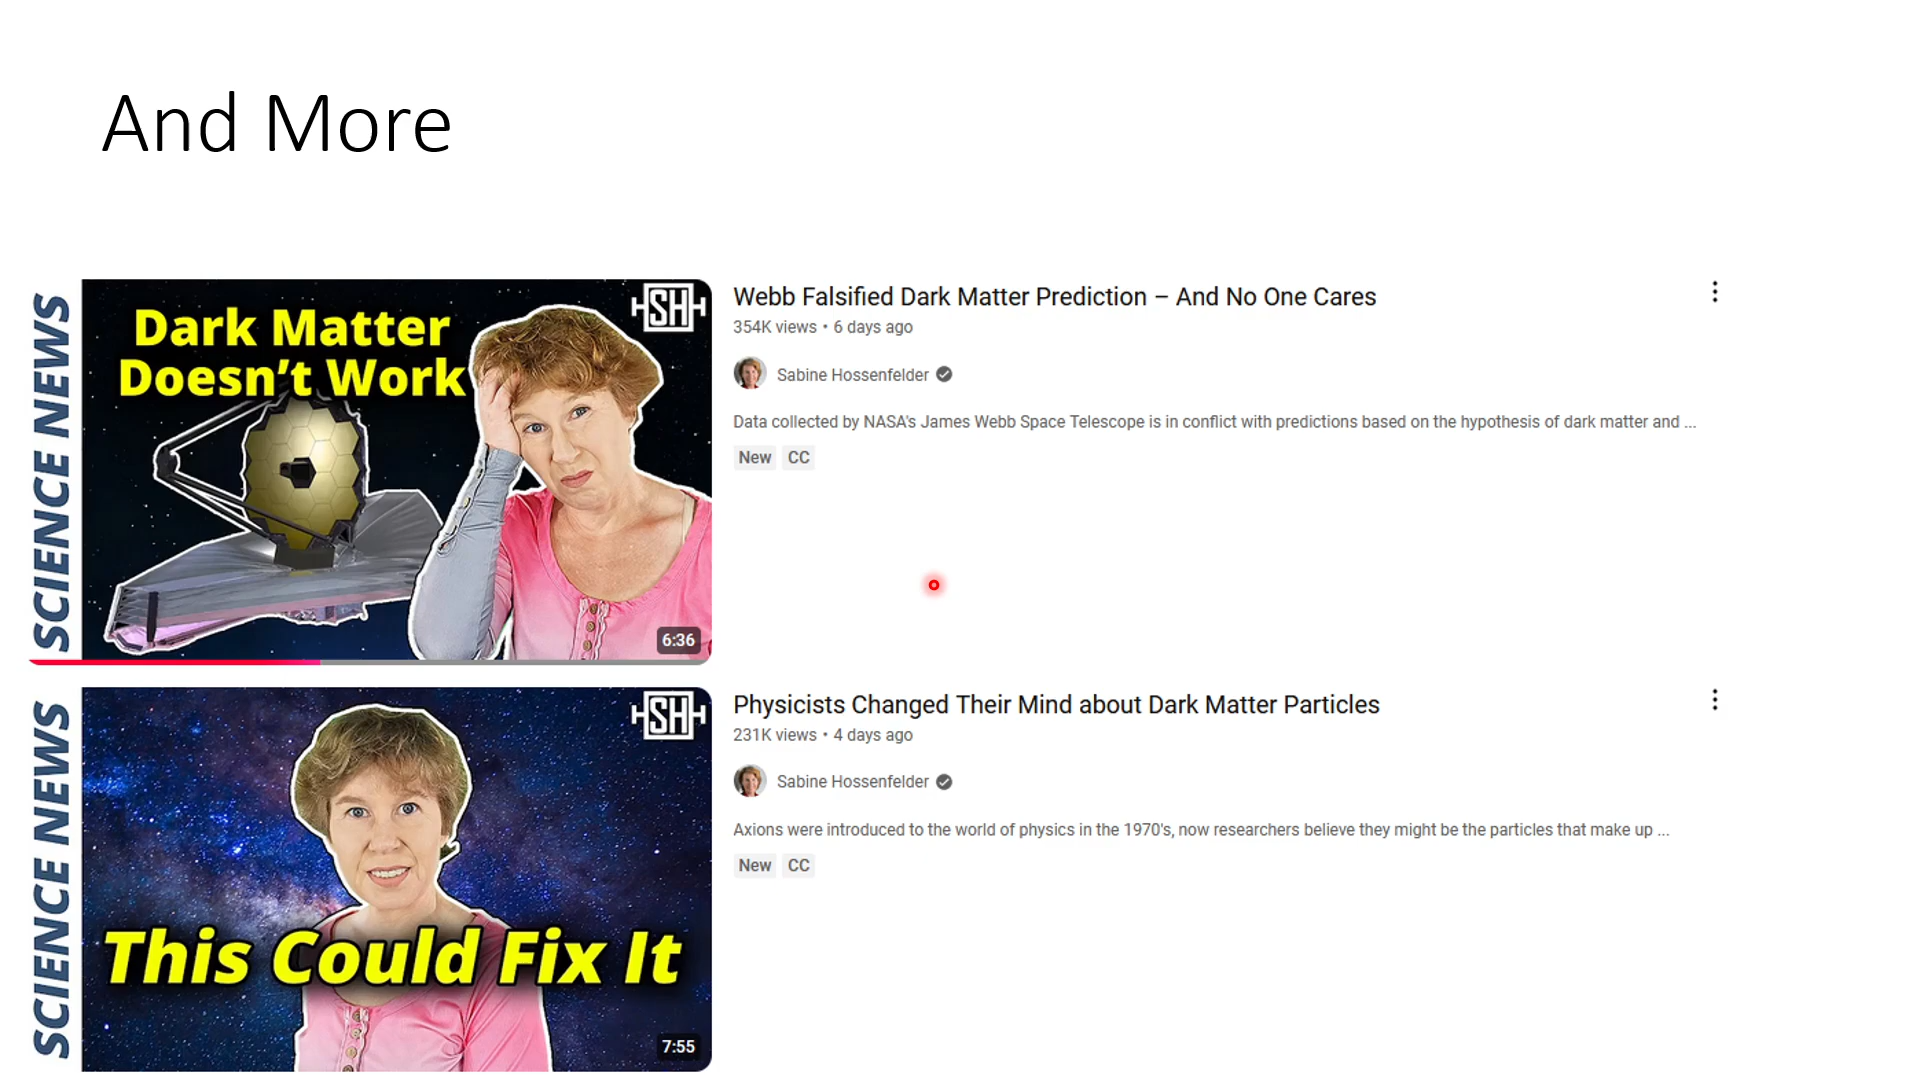 And More
SCIENCE NEWS
Dark Matter
Doesn't Work
SH
6:36
Webb Falsified Dark Matter Prediction – And No One Cares
354K views • 6 days ago
Sabine Hossenfelder
Data collected by NASA's James Webb Space Telescope is in conflict with predictions based on the hypothesis of dark matter and ...
New CC
SCIENCE NEWS
SH
This Could Fix It
7:55
Physicists Changed Their Mind about Dark Matter Particles
231K views • 4 days ago
Sabine Hossenfelder
Axions were introduced to the world of physics in the 1970's, now researchers believe they might be the particles that make up ...
New CC